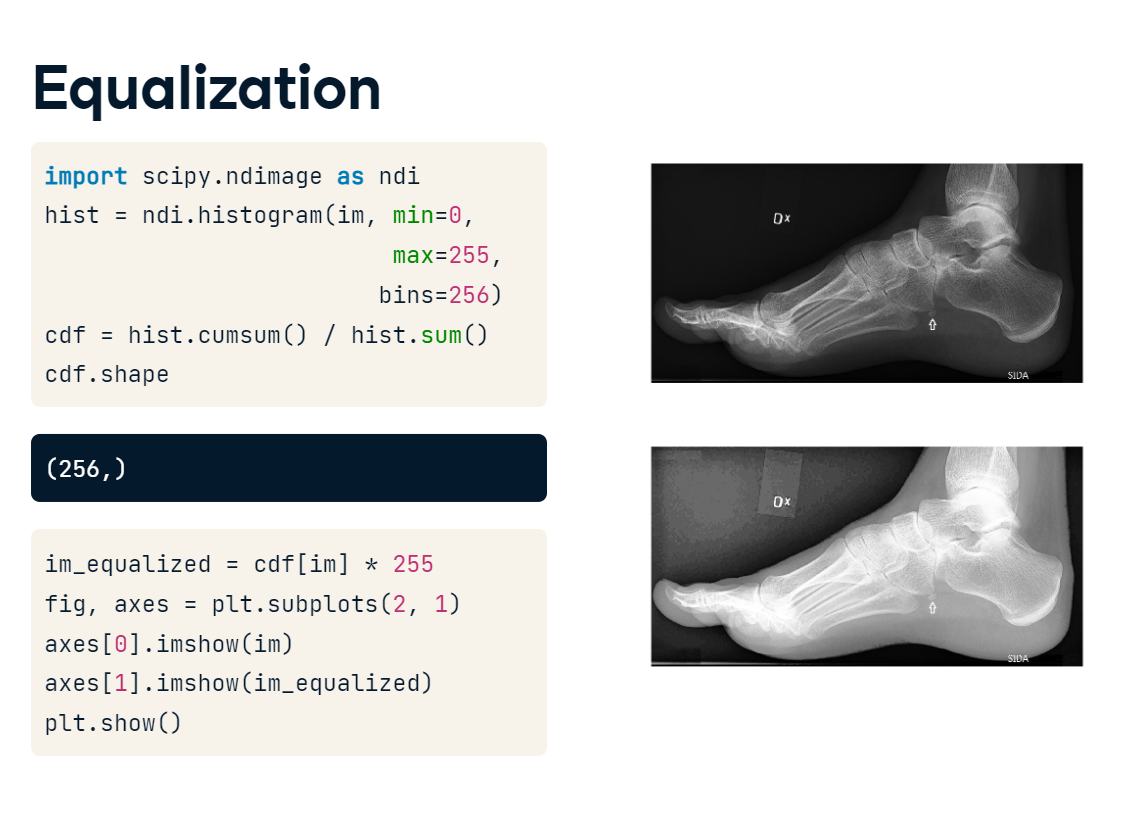 Equalization
import scipy.ndimage as ndi
hist = ndi.histogram(im, min=0,
                         max=255,
                        bins=256)
cdf = hist.cumsum() / hist.sum()
cdf.shape
(256,)
im_equalized = cdf[im] * 255
fig, axes = plt.subplots(2, 1)
axes[0].imshow(im)
axes[1].imshow(im_equalized)
plt.show()
Dx
SIDA
Dx
SIDA